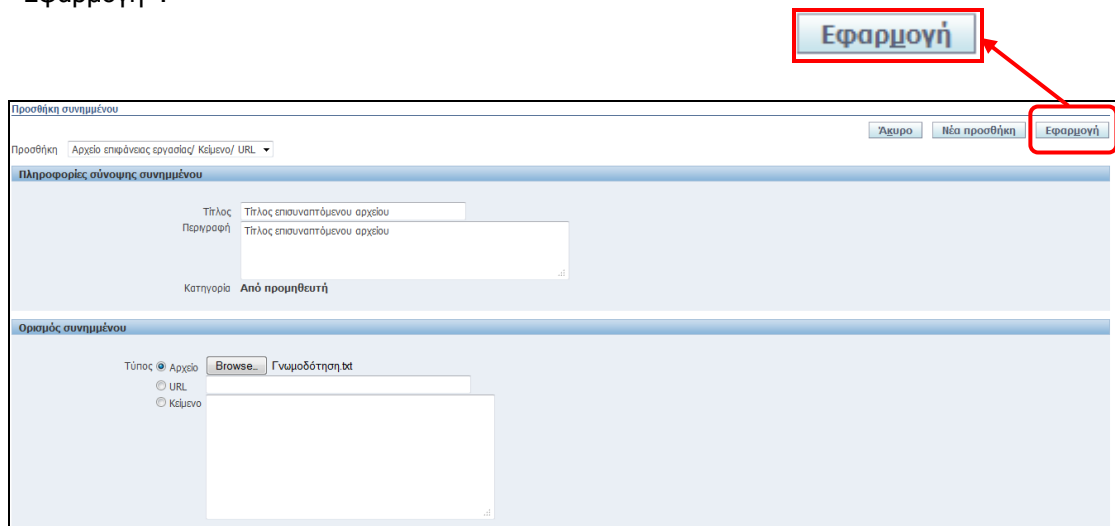 Εφαρμογή".
Εφαρμογή
Προσθήκη συνημμένου
Άκυρο Νέα προσθήκη Εφαρμογή
Προσθήκη Αρχείο επιφάνειας εργασίας/ Κείμενο/ URL
Πληροφορίες σύνοψης συνημμένου
Τίτλος Τίτλος επισυναπτόμενου αρχείου
Περιγραφή Τίτλος επισυναπτόμενου αρχείου
Κατηγορία Από προμηθευτή
Ορισμός συνημμένου
Τύπος Αρχείο Browse... Γνωμοδότηση.txt
URL
Κείμενο